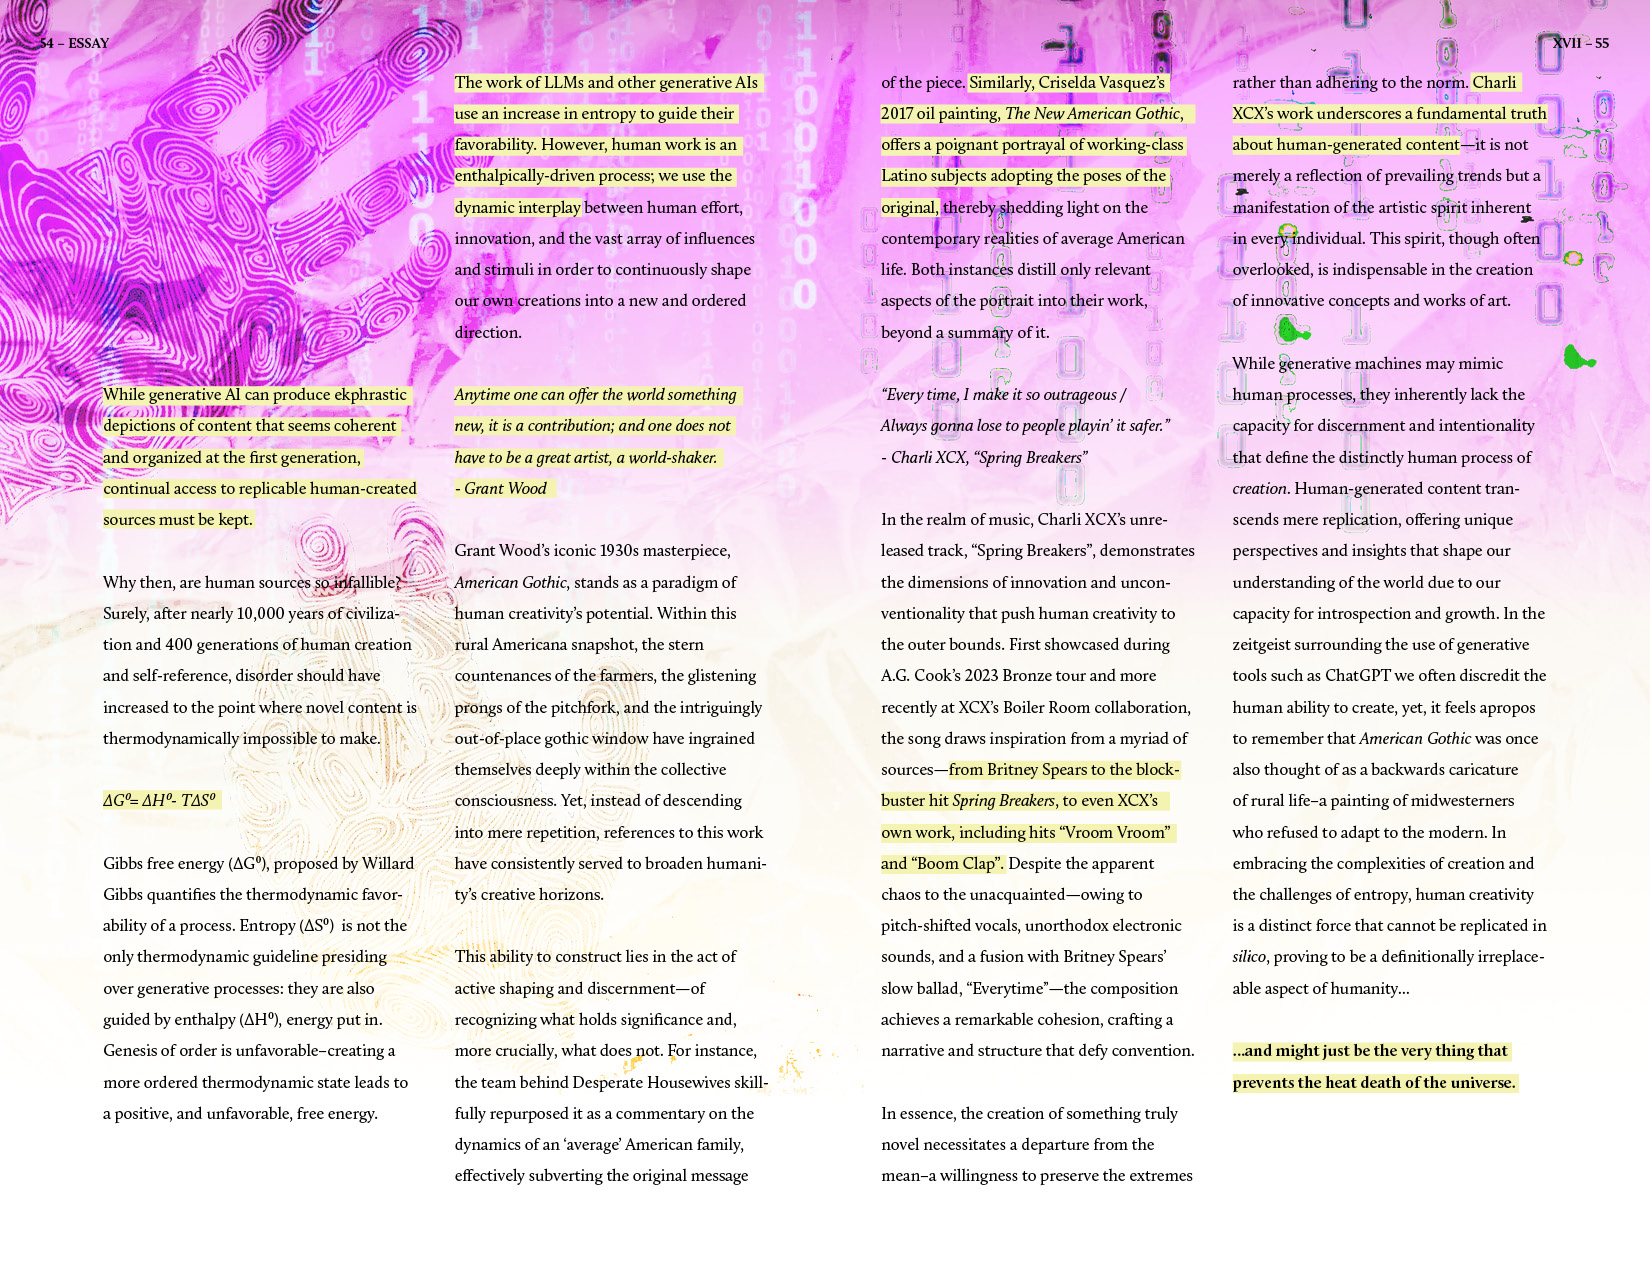 54 – ESSAY
While generative AI can produce ekphrastic
depictions of content that seems coherent
and organized at the first generation,
continual access to replicable human-created
sources must be kept.
Why then, are human sources so infallible?
Surely, after nearly 10,000 years of civiliza-
tion and 400 generations of human creation
and self-reference, disorder should have
increased to the point where novel content is
thermodynamically impossible to make.
ΔG⁰= ΔH⁰- TΔS⁰
Gibbs free energy (ΔG⁰), proposed by Willard
Gibbs quantifies the thermodynamic favor-
ability of a process. Entropy (ΔS⁰)  is not the
only thermodynamic guideline presiding
over generative processes: they are also
guided by enthalpy (ΔH⁰), energy put in.
Genesis of order is unfavorable–creating a
more ordered thermodynamic state leads to
a positive, and unfavorable, free energy.
The work of LLMs and other generative AIs
use an increase in entropy to guide their
favorability. However, human work is an
enthalpically-driven process; we use the
dynamic interplay between human effort,
innovation, and the vast array of influences
and stimuli in order to continuously shape
our own creations into a new and ordered
direction.
Anytime one can offer the world something
new, it is a contribution; and one does not
have to be a great artist, a world-shaker.
- Grant Wood
Grant Wood’s iconic 1930s masterpiece,
American Gothic, stands as a paradigm of
human creativity’s potential. Within this
rural Americana snapshot, the stern
countenances of the farmers, the glistening
prongs of the pitchfork, and the intriguingly
out-of-place gothic window have ingrained
themselves deeply within the collective
consciousness. Yet, instead of descending
into mere repetition, references to this work
have consistently served to broaden humani-
ty’s creative horizons.
This ability to construct lies in the act of
active shaping and discernment—of
recognizing what holds significance and,
more crucially, what does not. For instance,
the team behind Desperate Housewives skill-
fully repurposed it as a commentary on the
dynamics of an ‘average’ American family,
effectively subverting the original message
XVII – 55
of the piece. Similarly, Criselda Vasquez’s
2017 oil painting, The New American Gothic,
offers a poignant portrayal of working-class
Latino subjects adopting the poses of the
original, thereby shedding light on the
contemporary realities of average American
life. Both instances distill only relevant
aspects of the portrait into their work,
beyond a summary of it.
“Every time, I make it so outrageous /
Always gonna lose to people playin’ it safer.”
- Charli XCX, “Spring Breakers”
In the realm of music, Charli XCX’s unre-
leased track, “Spring Breakers”, demonstrates
the dimensions of innovation and uncon-
ventionality that push human creativity to
the outer bounds. First showcased during
A.G. Cook’s 2023 Bronze tour and more
recently at XCX’s Boiler Room collaboration,
the song draws inspiration from a myriad of
sources—from Britney Spears to the block-
buster hit Spring Breakers, to even XCX’s
own work, including hits “Vroom Vroom”
and “Boom Clap”. Despite the apparent
chaos to the unacquainted—owing to
pitch-shifted vocals, unorthodox electronic
sounds, and a fusion with Britney Spears’
slow ballad, “Everytime”—the composition
achieves a remarkable cohesion, crafting a
narrative and structure that defy convention.
In essence, the creation of something truly
novel necessitates a departure from the
mean–a willingness to preserve the extremes
rather than adhering to the norm. Charli
XCX’s work underscores a fundamental truth
about human-generated content—it is not
merely a reflection of prevailing trends but a
manifestation of the artistic spirit inherent
in every individual. This spirit, though often
overlooked, is indispensable in the creation
of innovative concepts and works of art.
While generative machines may mimic
human processes, they inherently lack the
capacity for discernment and intentionality
that define the distinctly human process of
creation. Human-generated content tran-
scends mere replication, offering unique
perspectives and insights that shape our
understanding of the world due to our
capacity for introspection and growth. In the
zeitgeist surrounding the use of generative
tools such as ChatGPT we often discredit the
human ability to create, yet, it feels apropos
to remember that American Gothic was once
also thought of as a backwards caricature
of rural life–a painting of midwesterners
who refused to adapt to the modern. In
embracing the complexities of creation and
the challenges of entropy, human creativity
is a distinct force that cannot be replicated in
silico, proving to be a definitionally irreplace-
able aspect of humanity...
...and might just be the very thing that
prevents the heat death of the universe.